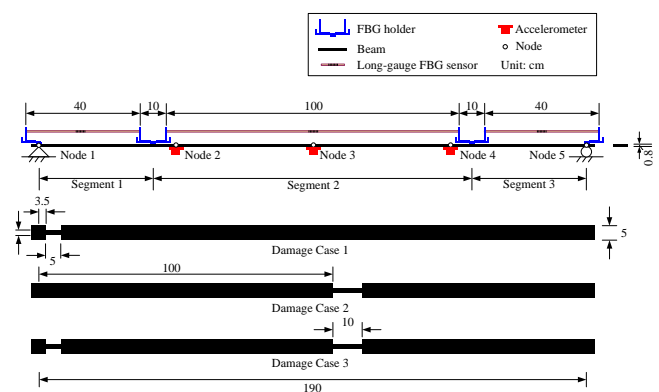 FBG holder
Accelerometer
Beam
Node
Long-gauge FBG sensor
Unit: cm
40
10
100
10
40
Node 1
Node 2
Node 3
Node 4
Node 5
0.8
Segment 1
Segment 2
Segment 3
3.5
5
Damage Case 1
5
100
Damage Case 2
10
Damage Case 3
190